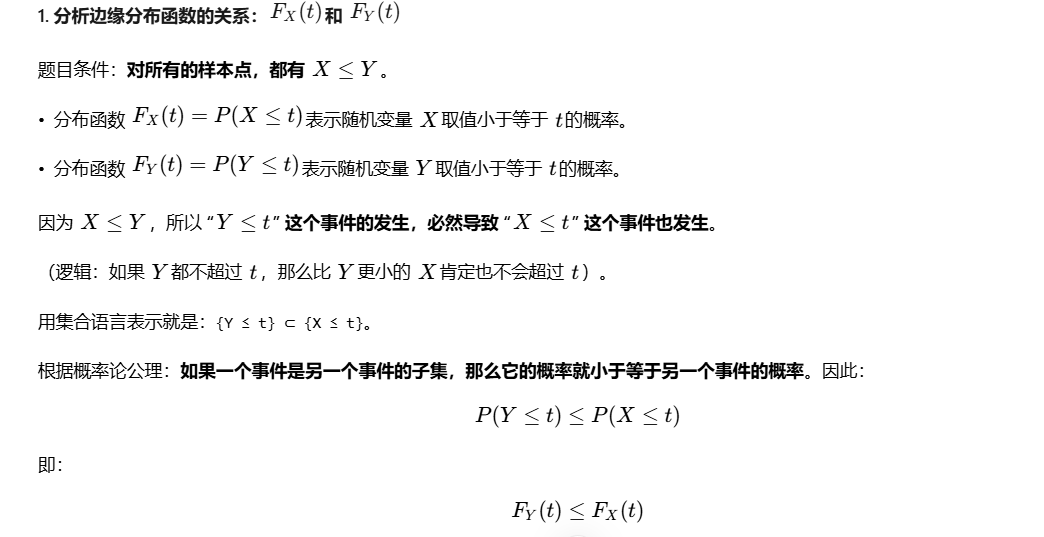 1. 分析边缘分布函数的关系：F_X(t)和 F_Y(t)
题目条件：对所有的样本点，都有 X ≤ Y。
• 分布函数 F_X(t) = P(X ≤ t)表示随机变量 X 取值小于等于 t的概率。
• 分布函数 F_Y(t) = P(Y ≤ t)表示随机变量 Y 取值小于等于 t的概率。
因为 X ≤ Y，所以 “Y ≤ t” 这个事件的发生，必然导致 “X ≤ t” 这个事件也发生。
（逻辑：如果 Y 都不超过 t，那么比 Y 更小的 X 肯定也不会超过 t）。
用集合语言表示就是：{Y ≤ t} ⊂ {X ≤ t}。
根据概率论公理：如果一个事件是另一个事件的子集，那么它的概率就小于等于另一个事件的概率。因此：
P(Y ≤ t) ≤ P(X ≤ t)
即：
F_Y(t) ≤ F_X(t)